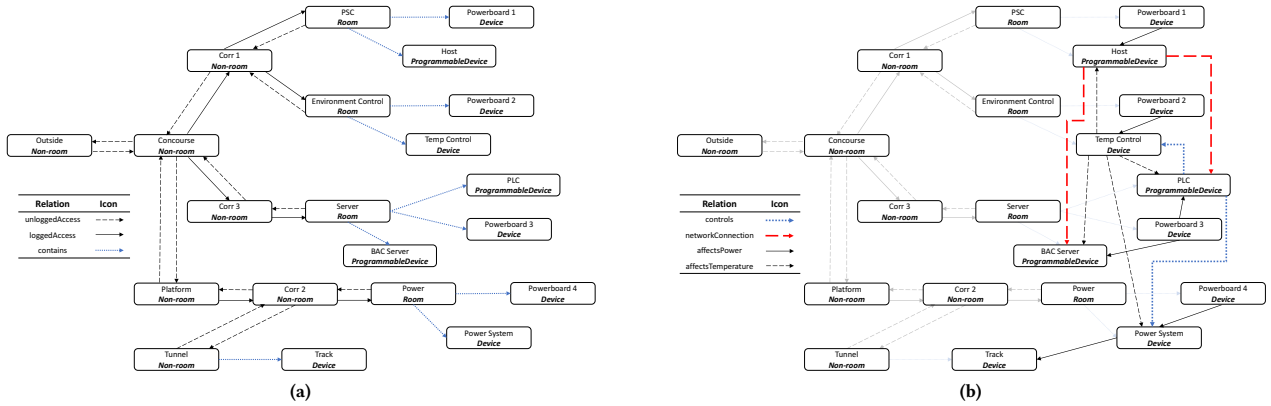 PSC
Room
Powerboard 1
Device
Host
ProgrammableDevice
Corr 1
Non-room
Environment Control
Room
Powerboard 2
Device
Outside
Non-room
Concourse
Non-room
Temp Control
Device
PLC
ProgrammableDevice
Relation Icon
unloggedAccess
loggedAccess
contains
Corr 3
Non-room
Server
Room
Powerboard 3
Device
BAC Server
ProgrammableDevice
Platform
Non-room
Corr 2
Non-room
Power
Room
Powerboard 4
Device
Power System
Device
Tunnel
Non-room
Track
Device
(a)
PSC
Room
Powerboard 1
Device
Host
ProgrammableDevice
Corr 1
Non-room
Environment Control
Room
Powerboard 2
Device
Outside
Non-room
Concourse
Non-room
Temp Control
Device
PLC
ProgrammableDevice
Relation Icon
controls
networkConnection
affectsPower
affectsTemperature
Corr 3
Non-room
Server
Room
Powerboard 3
Device
BAC Server
ProgrammableDevice
Platform
Non-room
Corr 2
Non-room
Power
Room
Powerboard 4
Device
Power System
Device
Tunnel
Non-room
Track
Device
(b)